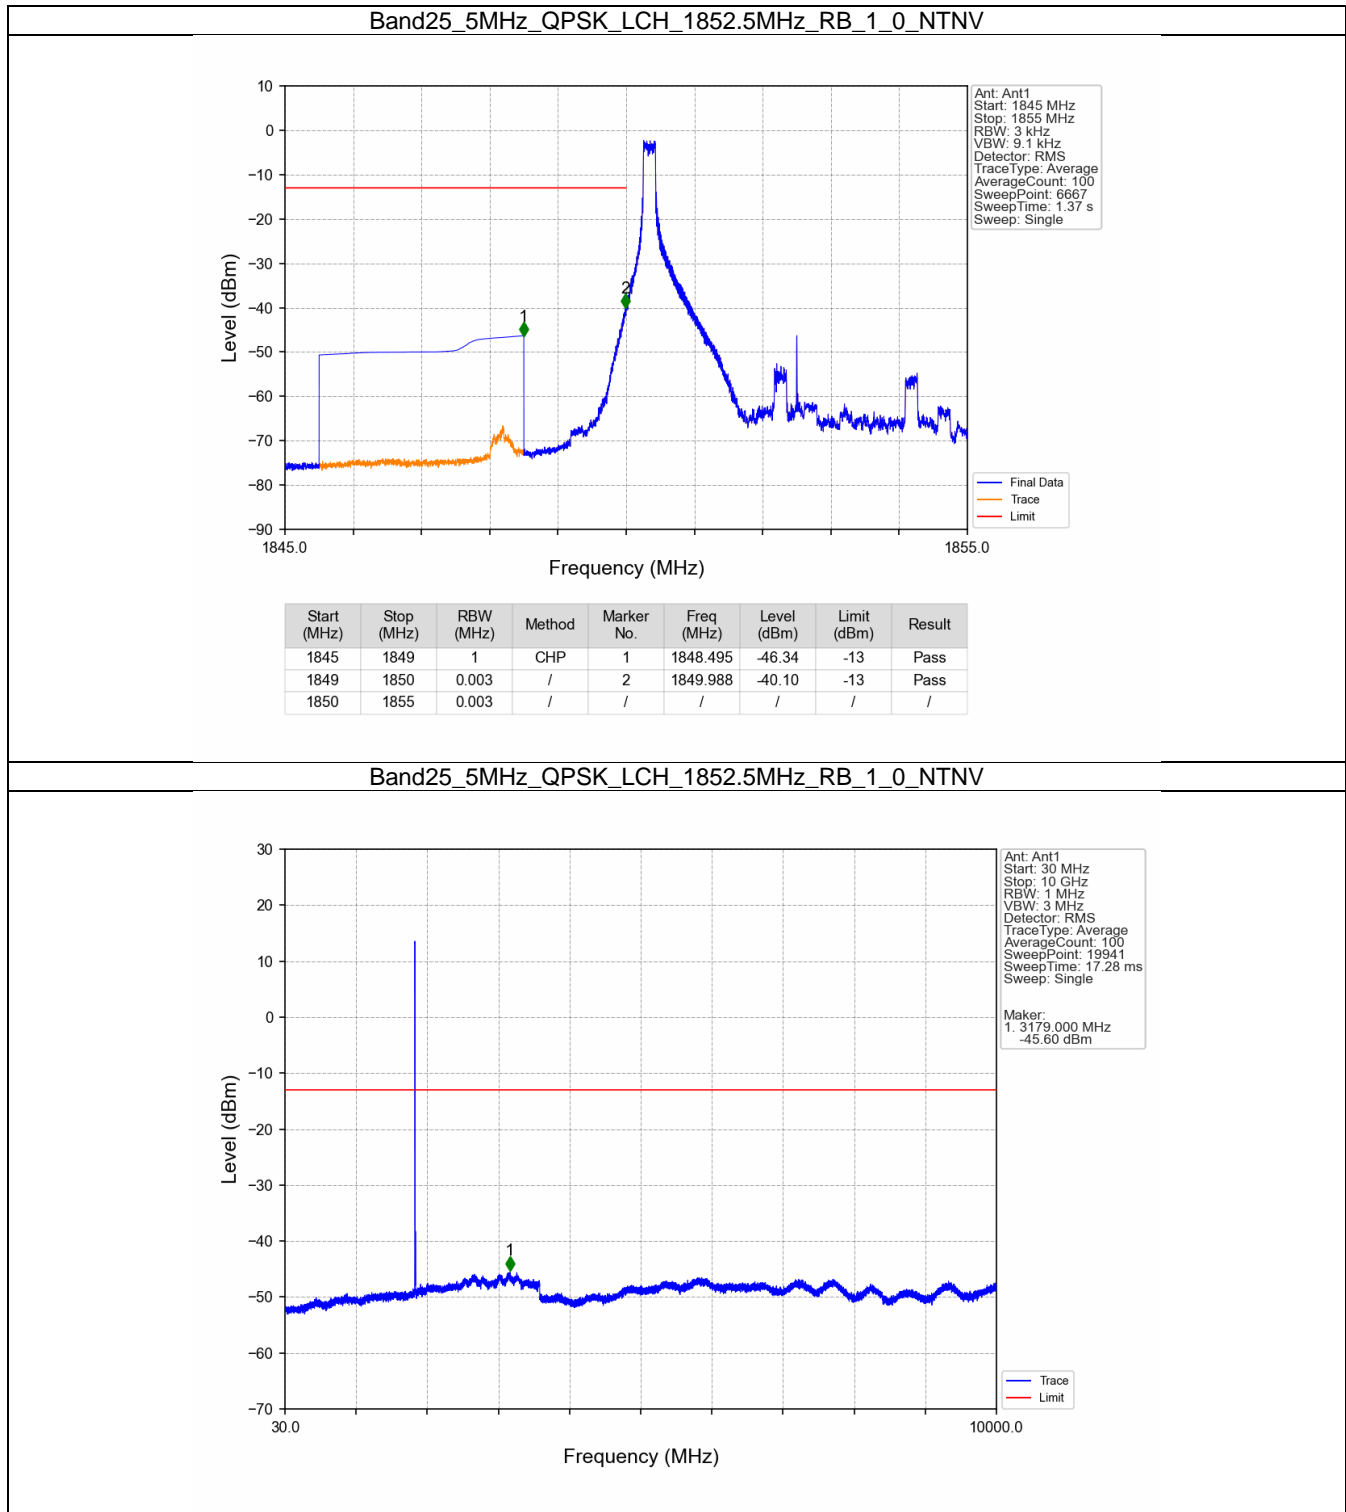 Band25_5MHz_QPSK_LCH_1852.5MHz_RB_1_0_NTNV
10
0
−10
−20
−30
−40
−50
−60
−70
−80
−90
Level (dBm)
1
2
1845.0
1855.0
Frequency (MHz)
Ant: Ant1
Start: 1845 MHz
Stop: 1855 MHz
RBW: 3 kHz
VBW: 9.1 kHz
Detector: RMS
TraceType: Average
AverageCount: 100
SweepPoint: 6667
SweepTime: 1.37 s
Sweep: Single
Final Data
Trace
Limit
Start (MHz) Stop (MHz) RBW (MHz) Method Marker No. Freq (MHz) Level (dBm) Limit (dBm) Result
1845 1849 1 CHP 1 1848.495 -46.34 -13 Pass
1849 1850 0.003 / 2 1849.988 -40.10 -13 Pass
1850 1855 0.003 / / / / / /
Band25_5MHz_QPSK_LCH_1852.5MHz_RB_1_0_NTNV
30
20
10
0
−10
−20
−30
−40
−50
−60
−70
Level (dBm)
1
30.0
10000.0
Frequency (MHz)
Ant: Ant1
Start: 30 MHz
Stop: 10 GHz
RBW: 1 MHz
VBW: 3 MHz
Detector: RMS
TraceType: Average
AverageCount: 100
SweepPoint: 19941
SweepTime: 17.28 ms
Sweep: Single
Maker:
1. 3179.000 MHz
-45.60 dBm
Trace
Limit